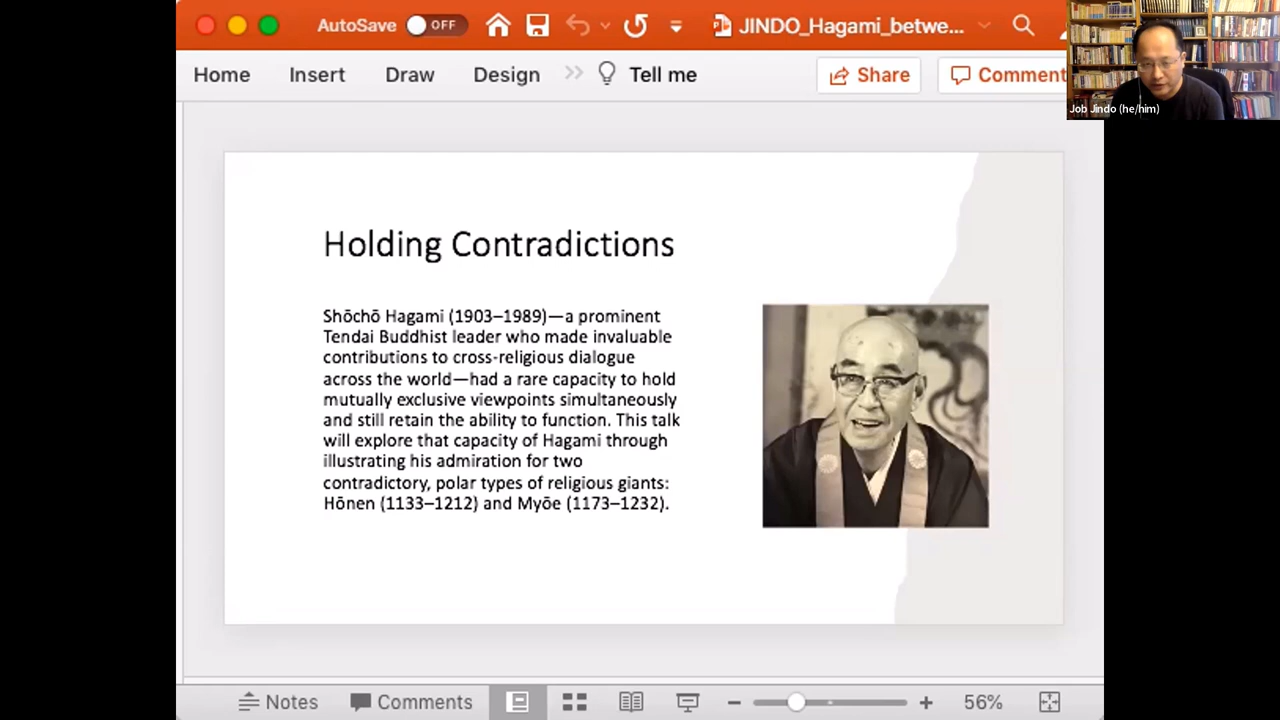 AutoSave OFF JINDO_Hagami_betwe...
Home Insert Draw Design Tell me Share Comment
Job Jindo (he/him)
Holding Contradictions
Shōchō Hagami (1903–1989)—a prominent
Tendai Buddhist leader who made invaluable
contributions to cross-religious dialogue
across the world—had a rare capacity to hold
mutually exclusive viewpoints simultaneously
and still retain the ability to function. This talk
will explore that capacity of Hagami through
illustrating his admiration for two
contradictory, polar types of religious giants:
Hōnen (1133–1212) and Myōe (1173–1232).
Notes Comments 56%